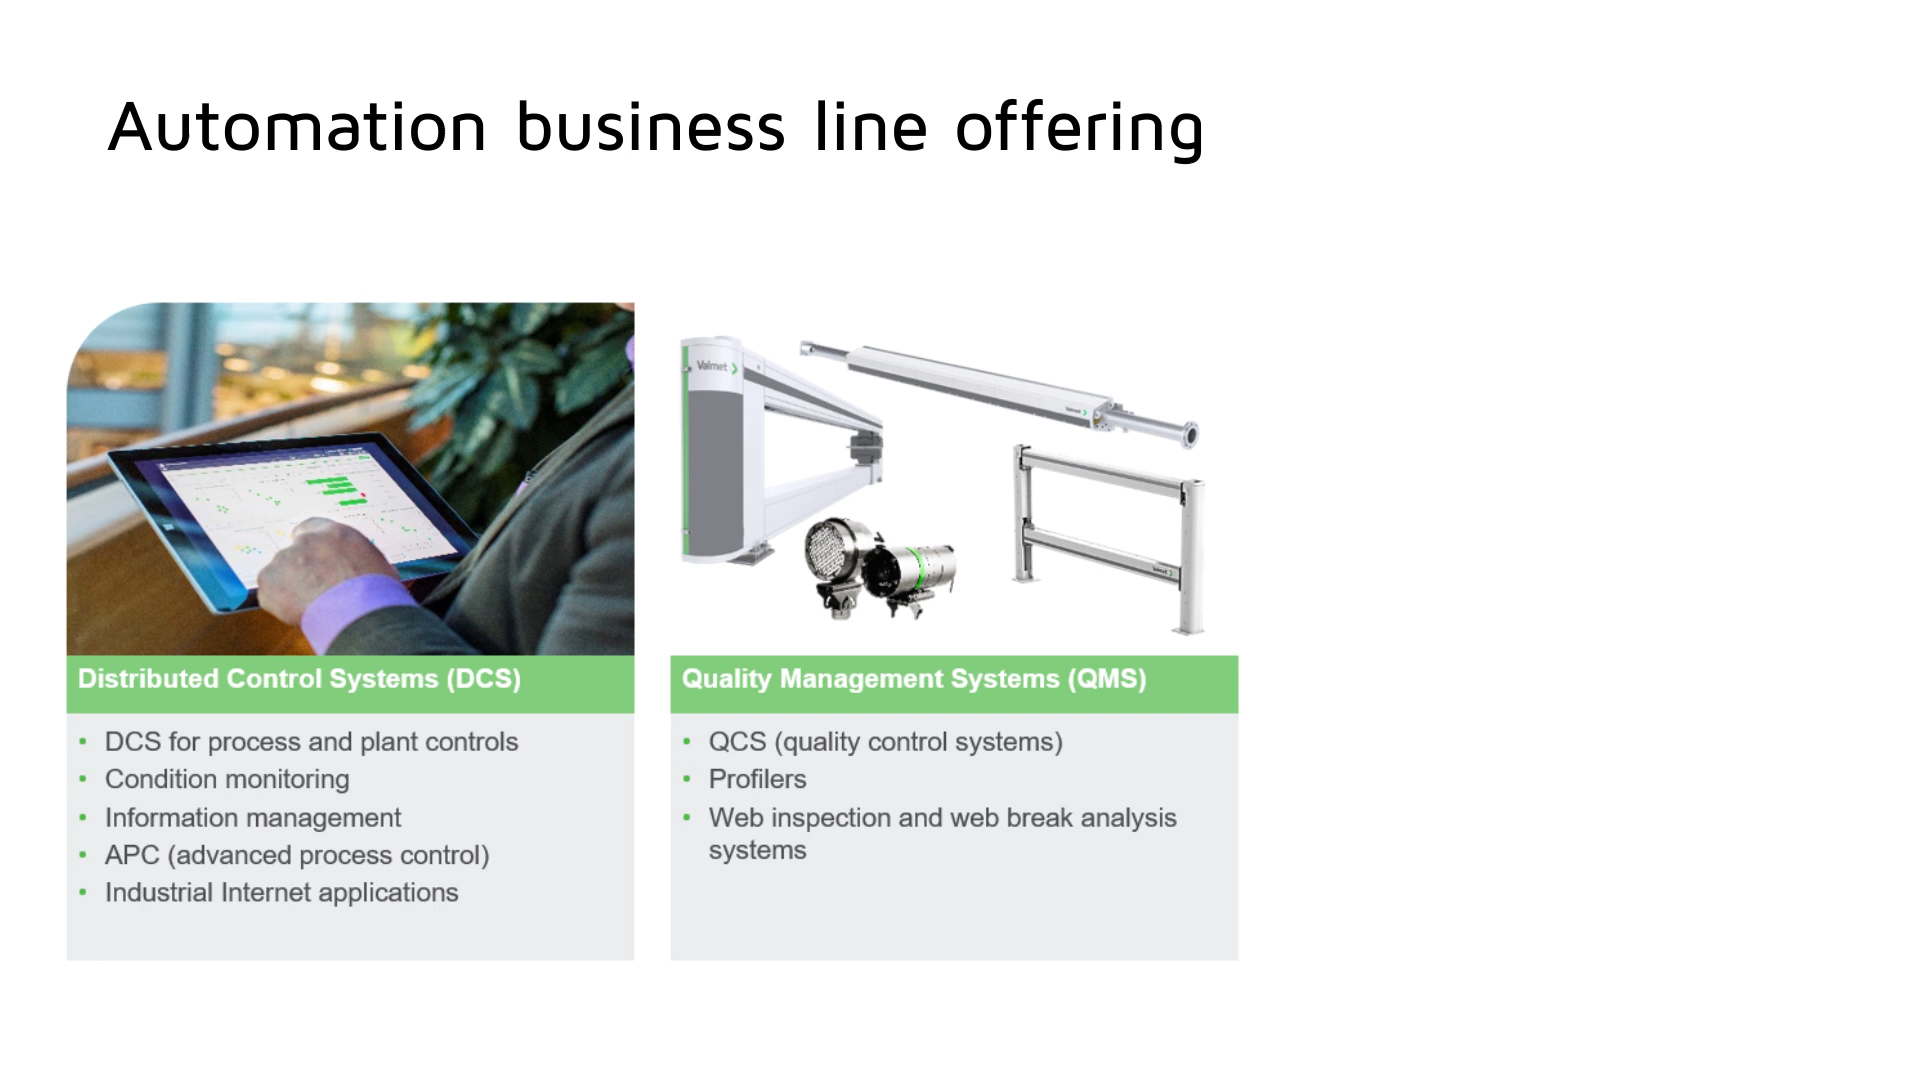 Automation business line offering
Valmet
Valmet
Valmet
Distributed Control Systems (DCS)
• DCS for process and plant controls
• Condition monitoring
• Information management
• APC (advanced process control)
• Industrial Internet applications
Quality Management Systems (QMS)
• QCS (quality control systems)
• Profilers
• Web inspection and web break analysis
systems